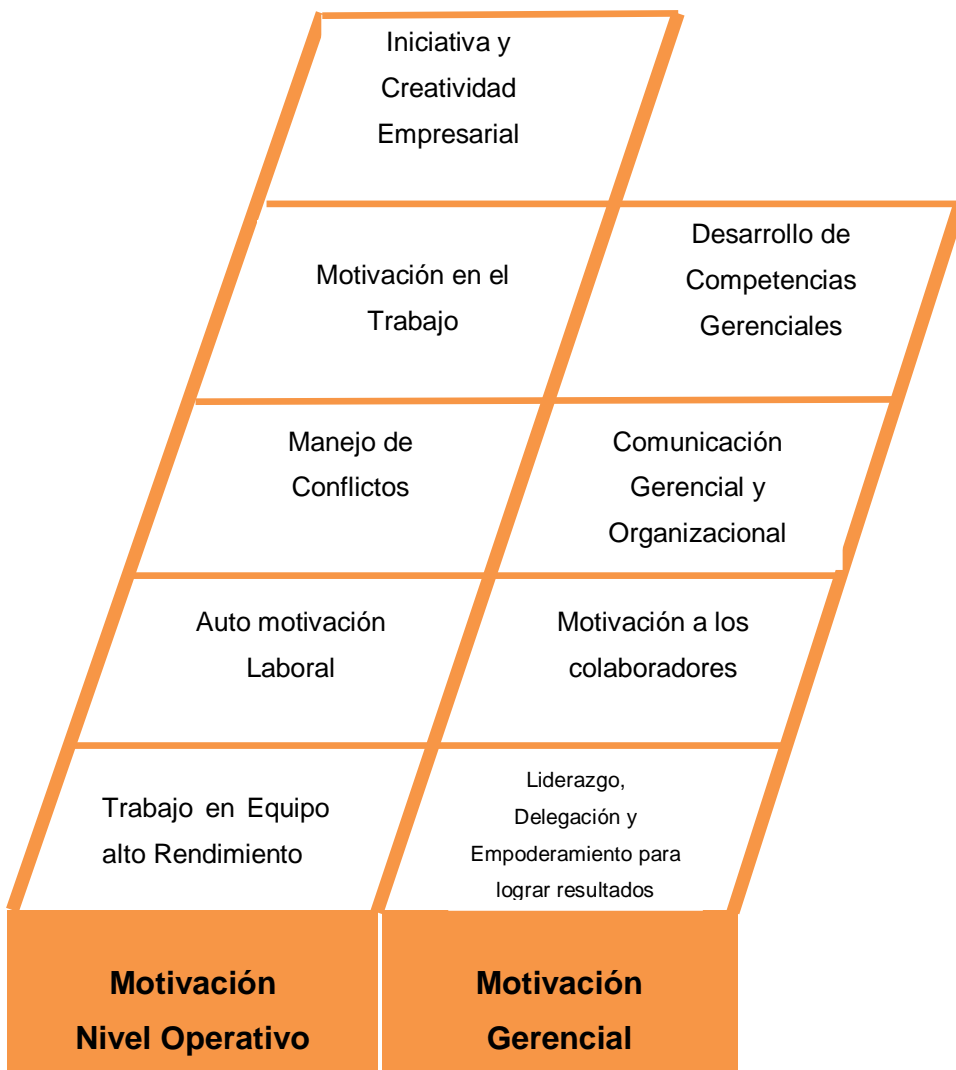 Iniciativa y
Creatividad
Empresarial
Motivación en el
Trabajo
Desarrollo de
Competencias
Gerenciales
Manejo de
Conflictos
Comunicación
Gerencial y
Organizacional
Auto motivación
Laboral
Motivación a los
colaboradores
Trabajo en Equipo
alto Rendimiento
Liderazgo,
Delegación y
Empoderamiento para
lograr resultados
Motivación
Nivel Operativo
Motivación
Gerencial